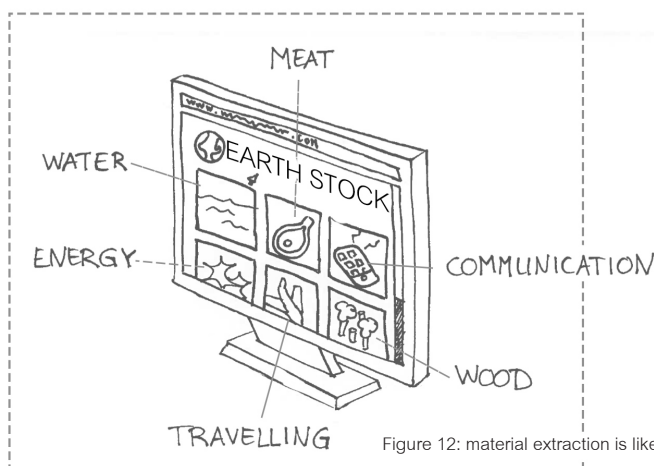 MEAT
www. .com
EARTH STOCK
WATER
ENERGY
COMMUNICATION
WOOD
TRAVELLING
Figure 12: material extraction is like